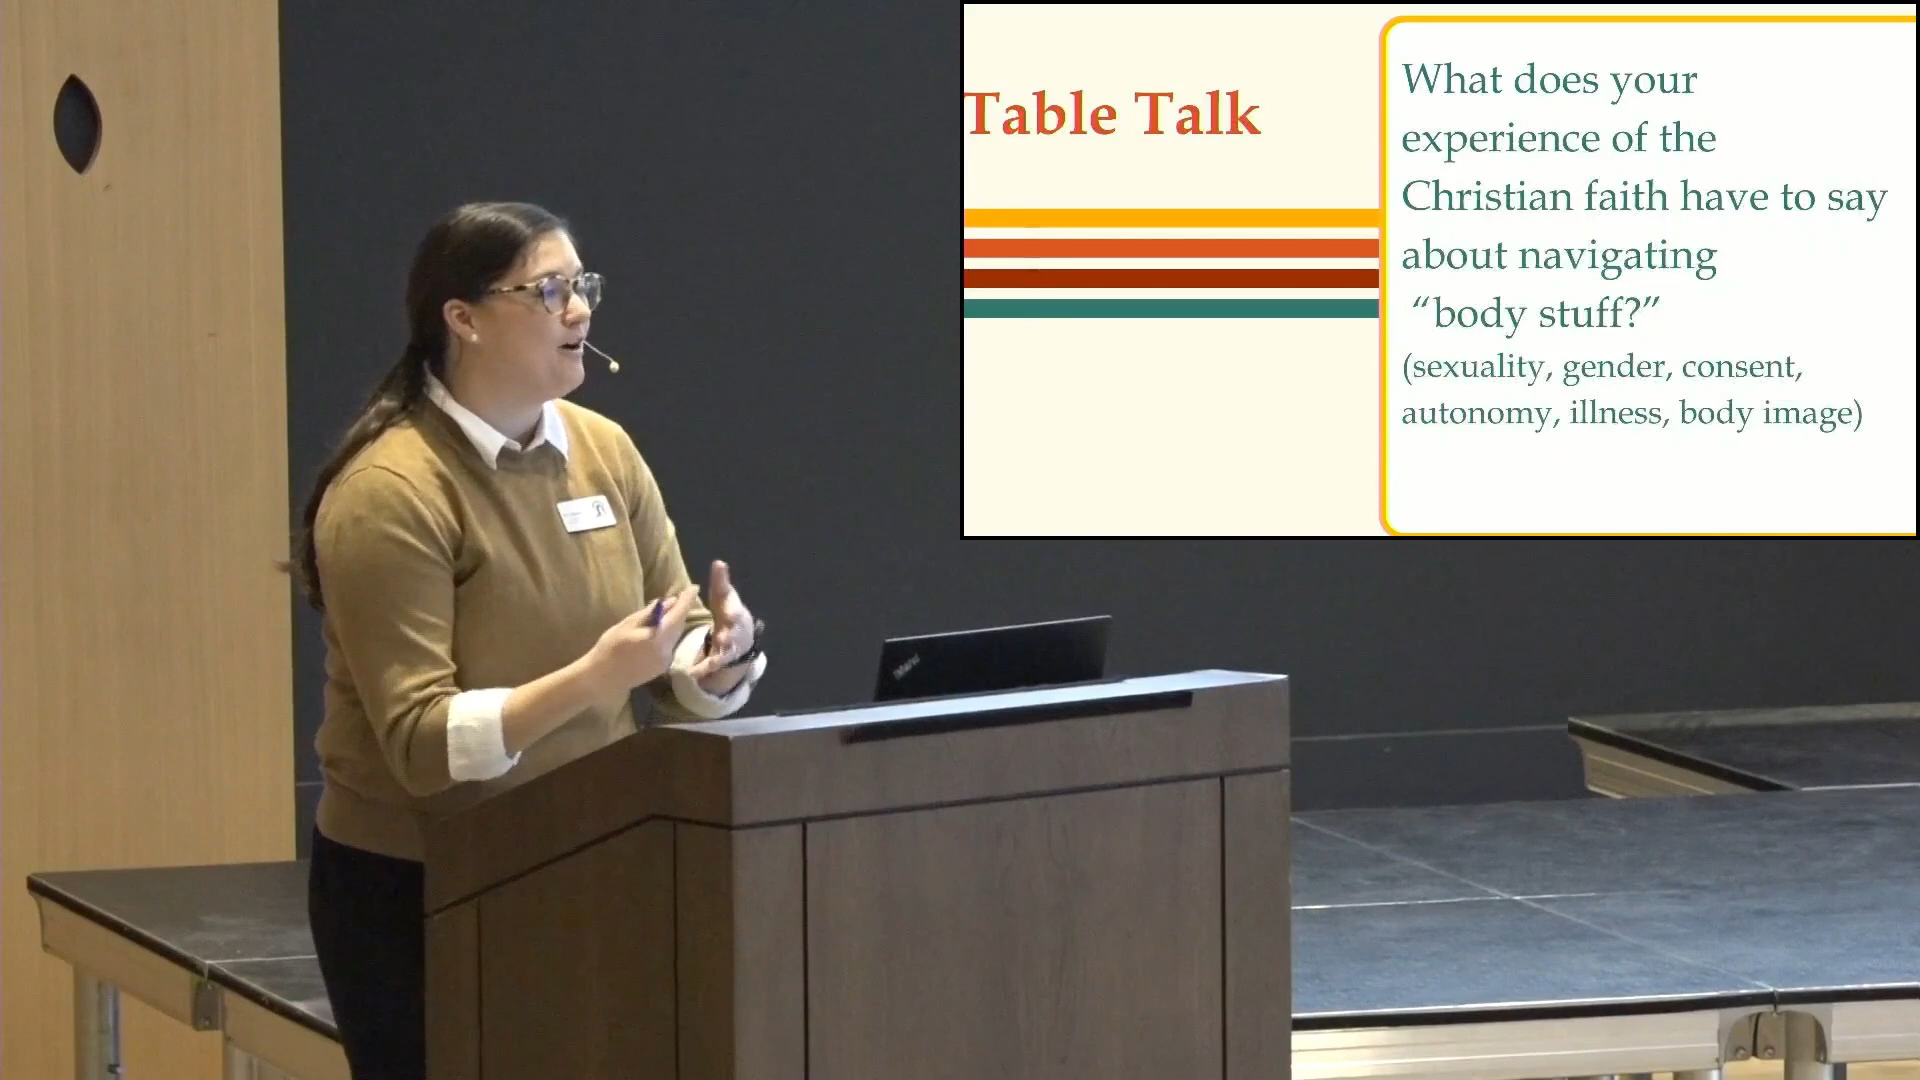 Table Talk
What does your
experience of the
Christian faith have to say
about navigating
“body stuff?”
(sexuality, gender, consent,
autonomy, illness, body image)
ThinkPad